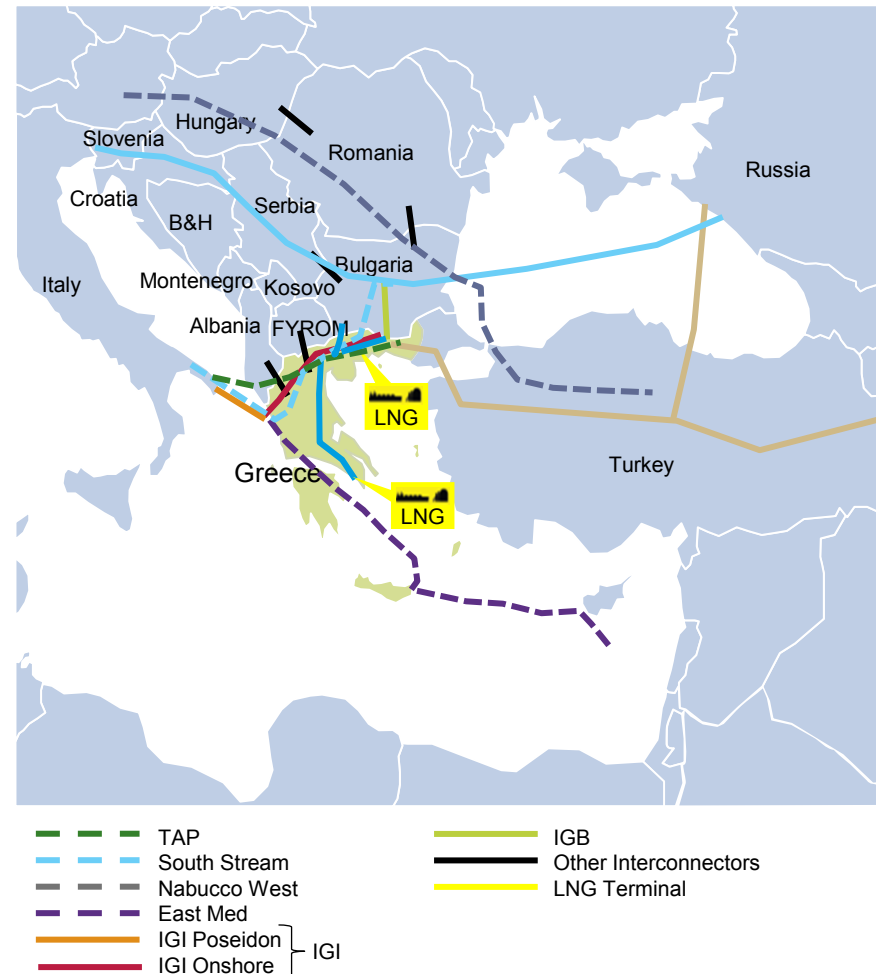 Hungary
Slovenia
Romania
Russia
Croatia
Serbia
B&H
Bulgaria
Italy
Montenegro
Kosovo
Albania
FYROM
LNG
Turkey
Greece
LNG
TAP
South Stream
Nabucco West
East Med
IGI Poseidon
IGI Onshore
IGI
IGB
Other Interconnectors
LNG Terminal